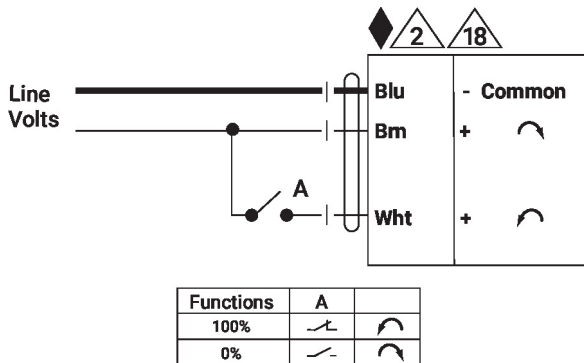 2 18
Line
Volts
Blu - Common
Brn +
A
Wht +
Functions A
100%
0%